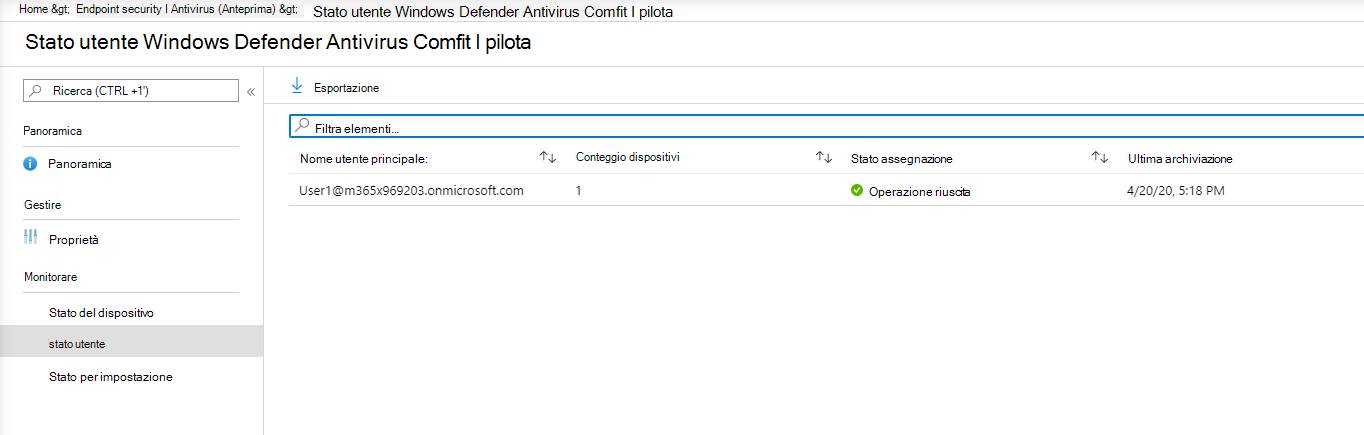 Home &gt; Endpoint security I Antivirus (Anteprima) &gt; Stato utente Windows Defender Antivirus Comfit I pilota
Stato utente Windows Defender Antivirus Comfit I pilota
Ricerca (CTRL +1') «
Panoramica
Panoramica
Gestire
Proprietà
Monitorare
Stato del dispositivo
stato utente
Stato per impostazione
Esportazione
Filtra elementi...
Nome utente principale: Conteggio dispositivi Stato assegnazione Ultima archiviazione
User1@m365x969203.onmicrosoft.com 1 Operazione riuscita 4/20/20, 5:18 PM